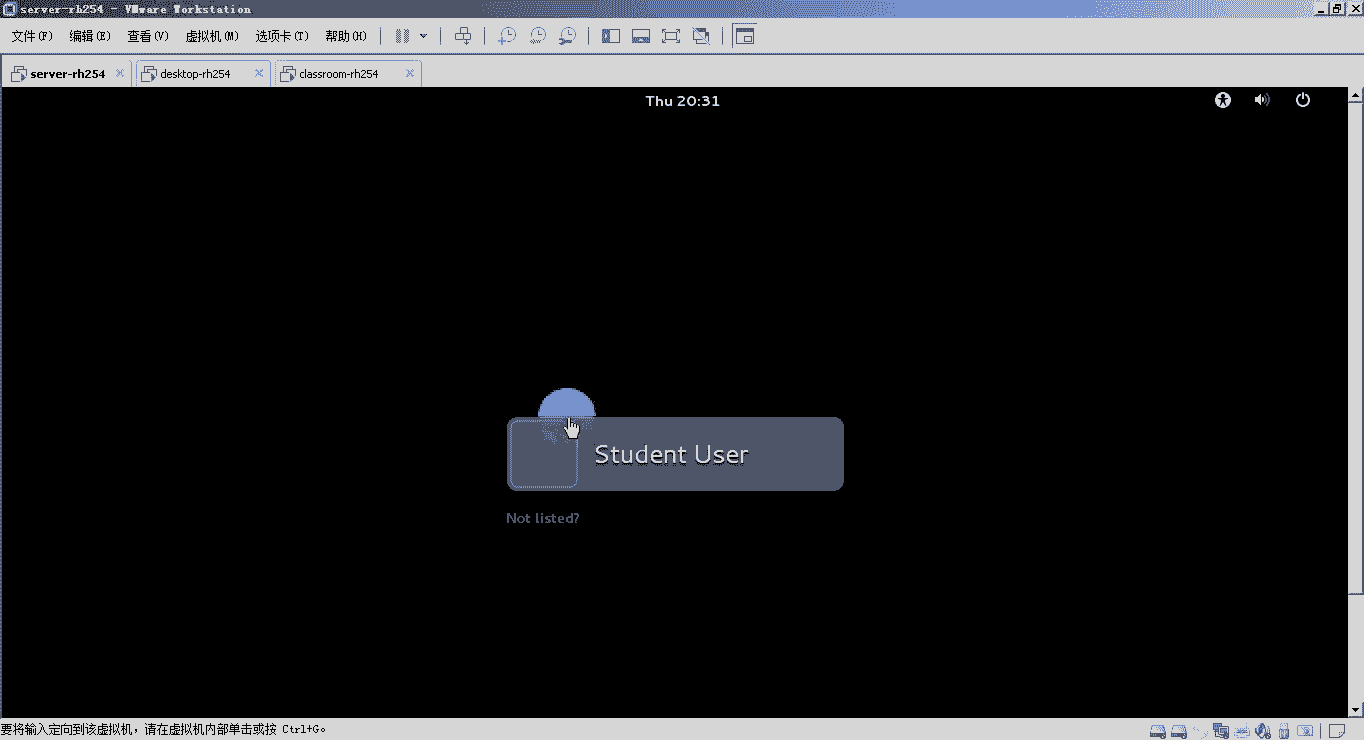 server-rh254 - VMware Workstation
文件(F) 编辑(E) 查看(V) 虚拟机(M) 选项卡(T) 帮助(H)
server-rh254 desktop-rh254 classroom-rh254
Thu 20:31
Student User
Not listed?
要将输入定向到该虚拟机，请在虚拟机内部单击或按 Ctrl+G。